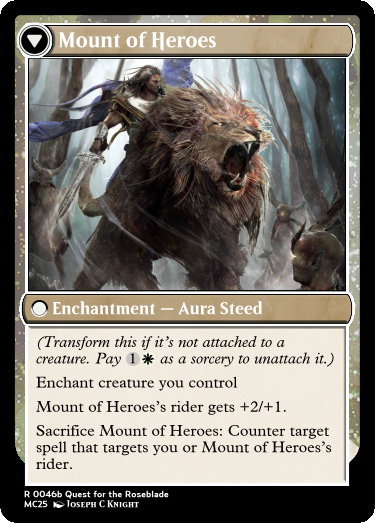 Mount of Heroes
Enchantment — Aura Steed
(Transform this if it's not attached to a
creature. Pay 1 as a sorcery to unattach it.)
Enchant creature you control
Mount of Heroes's rider gets +2/+1.
Sacrifice Mount of Heroes: Counter target
spell that targets you or Mount of Heroes's
rider.
R 0046b Quest for the Roseblade
MC25 Joseph C Knight